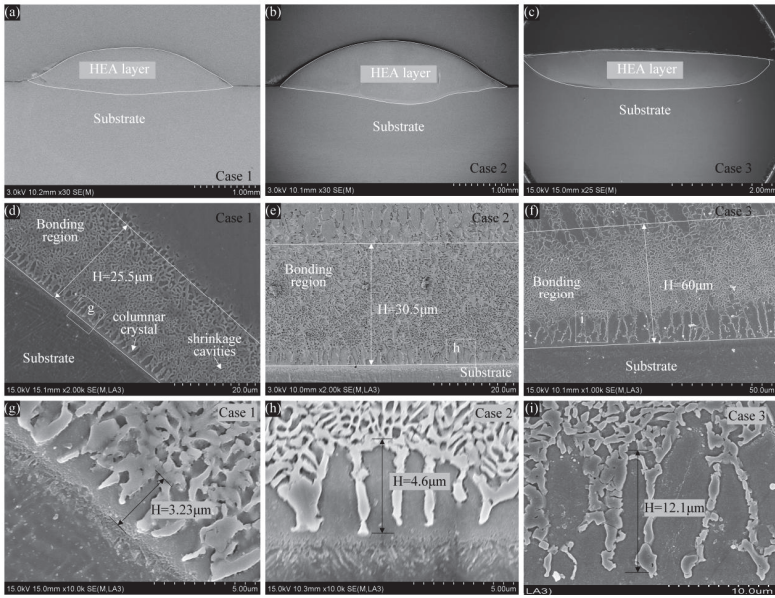 (a)
HEA layer
Substrate
Case 1
3.0kV 10.2mm x30 SE(M)
1.00mm
(b)
HEA layer
Substrate
Case 2
3.0kV 10.1mm x30 SE(M)
1.00mm
(c)
HEA layer
Substrate
Case 3
15.0kV 15.0mm x25 SE(M)
2.00mm
(d)
Case 1
Bonding
region
H=25.5μm
g
columnar
crystal
shrinkage
cavities
Substrate
15.0kV 15.1mm x2.00k SE(M,LA3)
20.0um
(e)
Case 2
Bonding
region
H=30.5μm
h
Substrate
3.0kV 10.0mm x2.00k SE(M,LA3)
20.0um
(f)
Case 3
Bonding
region
H=60μm
i
Substrate
15.0kV 10.1mm x1.00k SE(M,LA3)
50.0um
(g)
Case 1
H=3.23μm
15.0kV 15.0mm x10.0k SE(M,LA3)
5.00um
(h)
Case 2
H=4.6μm
15.0kV 10.3mm x10.0k SE(M,LA3)
5.00um
(i)
Case 3
H=12.1μm
LA3)
10.0um